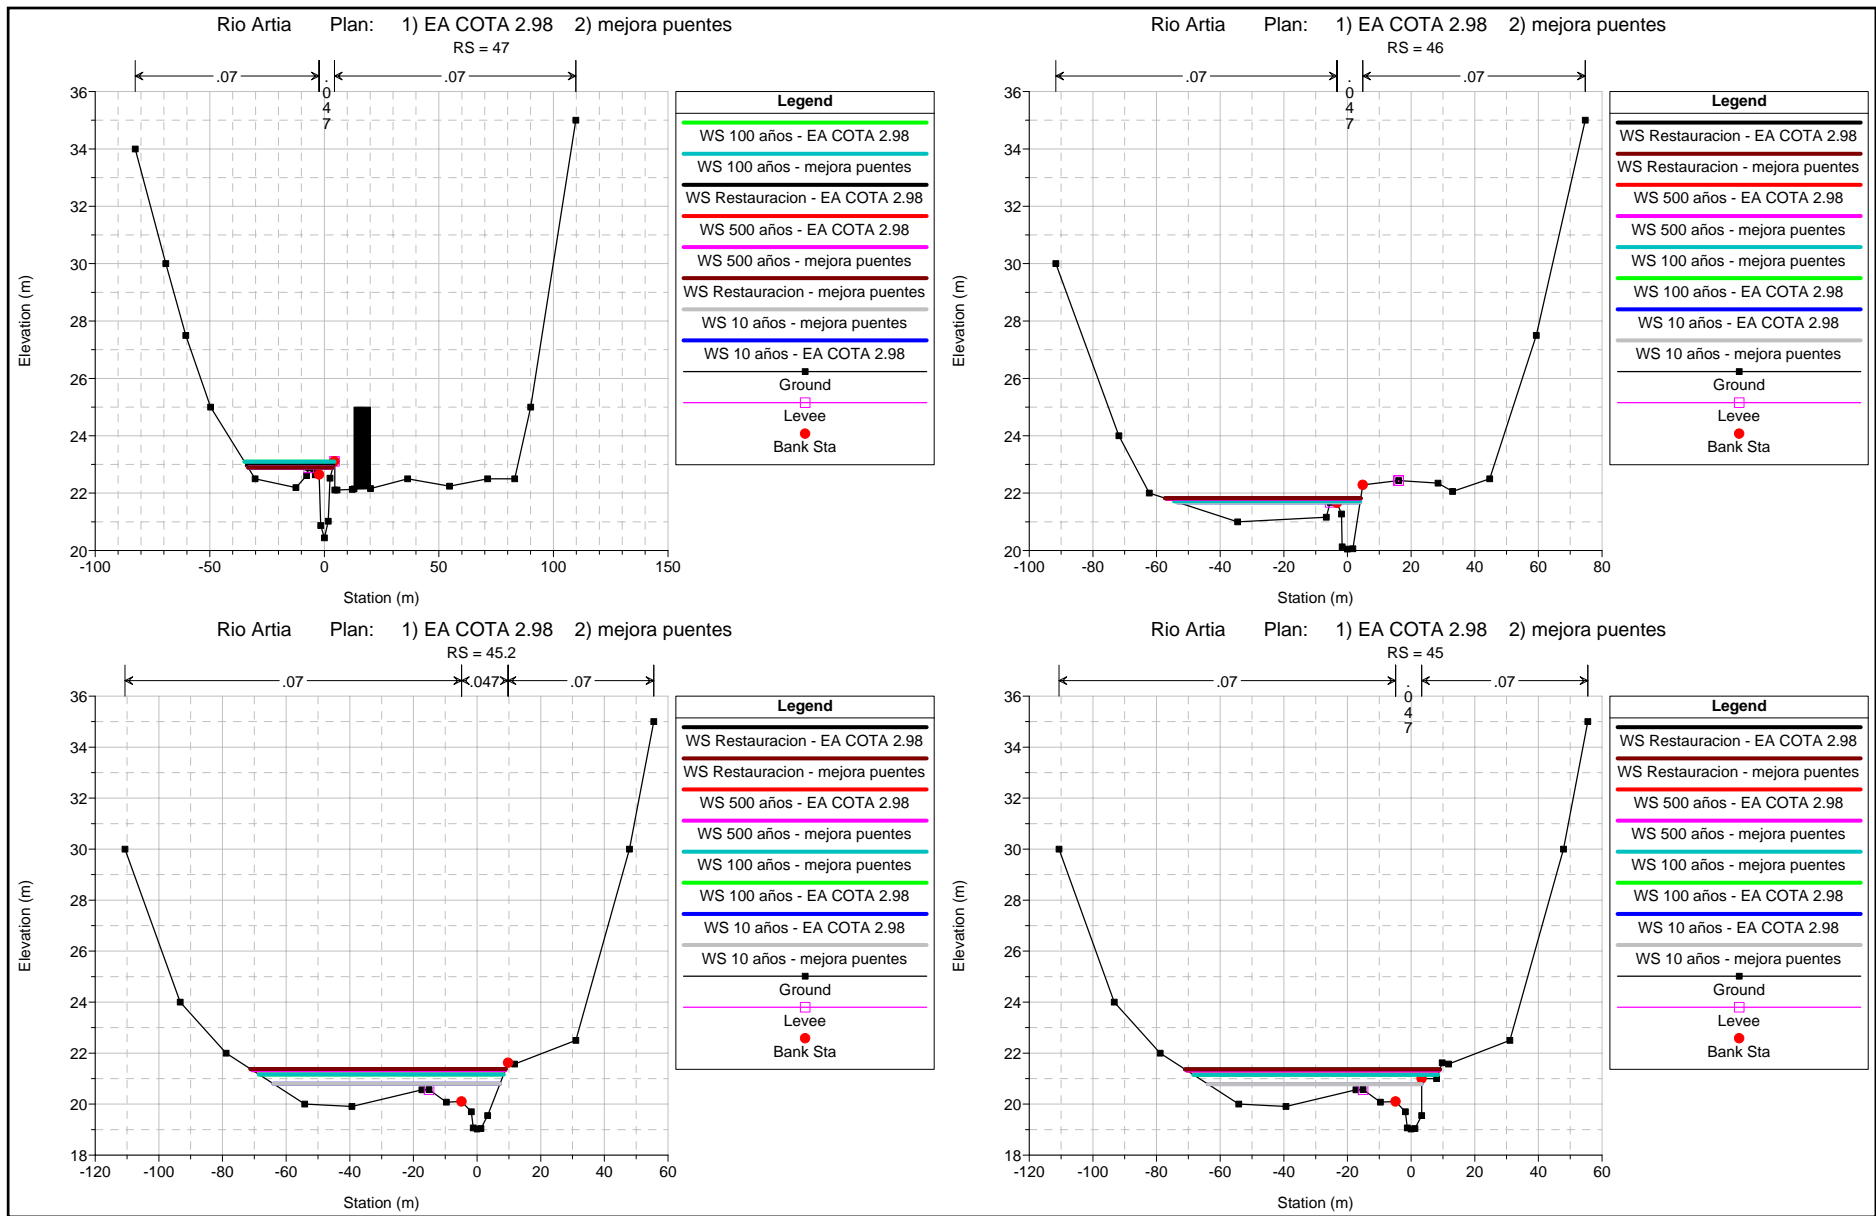 Rio Artia Plan: 1) EA COTA 2.98 2) mejora puentes
RS = 47
.07
.047
.07
36
34
32
30
28
26
24
22
20
-100
-50
0
50
100
150
Elevation (m)
Station (m)
Legend
WS 100 años - EA COTA 2.98
WS 100 años - mejora puentes
WS Restauracion - EA COTA 2.98
WS 500 años - EA COTA 2.98
WS 500 años - mejora puentes
WS Restauracion - mejora puentes
WS 10 años - mejora puentes
WS 10 años - EA COTA 2.98
Ground
Levee
Bank Sta
Rio Artia Plan: 1) EA COTA 2.98 2) mejora puentes
RS = 46
.07
.047
.07
36
34
32
30
28
26
24
22
20
-100
-80
-60
-40
-20
0
20
40
60
80
Elevation (m)
Station (m)
Legend
WS Restauracion - EA COTA 2.98
WS Restauracion - mejora puentes
WS 500 años - EA COTA 2.98
WS 500 años - mejora puentes
WS 100 años - mejora puentes
WS 100 años - EA COTA 2.98
WS 10 años - EA COTA 2.98
WS 10 años - mejora puentes
Ground
Levee
Bank Sta
Rio Artia Plan: 1) EA COTA 2.98 2) mejora puentes
RS = 45.2
.07
.047
.07
36
34
32
30
28
26
24
22
20
18
-120
-100
-80
-60
-40
-20
0
20
40
60
Elevation (m)
Station (m)
Legend
WS Restauracion - EA COTA 2.98
WS Restauracion - mejora puentes
WS 500 años - EA COTA 2.98
WS 500 años - mejora puentes
WS 100 años - mejora puentes
WS 100 años - EA COTA 2.98
WS 10 años - EA COTA 2.98
WS 10 años - mejora puentes
Ground
Levee
Bank Sta
Rio Artia Plan: 1) EA COTA 2.98 2) mejora puentes
RS = 45
.07
.047
.07
36
34
32
30
28
26
24
22
20
18
-120
-100
-80
-60
-40
-20
0
20
40
60
Elevation (m)
Station (m)
Legend
WS Restauracion - EA COTA 2.98
WS Restauracion - mejora puentes
WS 500 años - EA COTA 2.98
WS 500 años - mejora puentes
WS 100 años - mejora puentes
WS 100 años - EA COTA 2.98
WS 10 años - EA COTA 2.98
WS 10 años - mejora puentes
Ground
Levee
Bank Sta